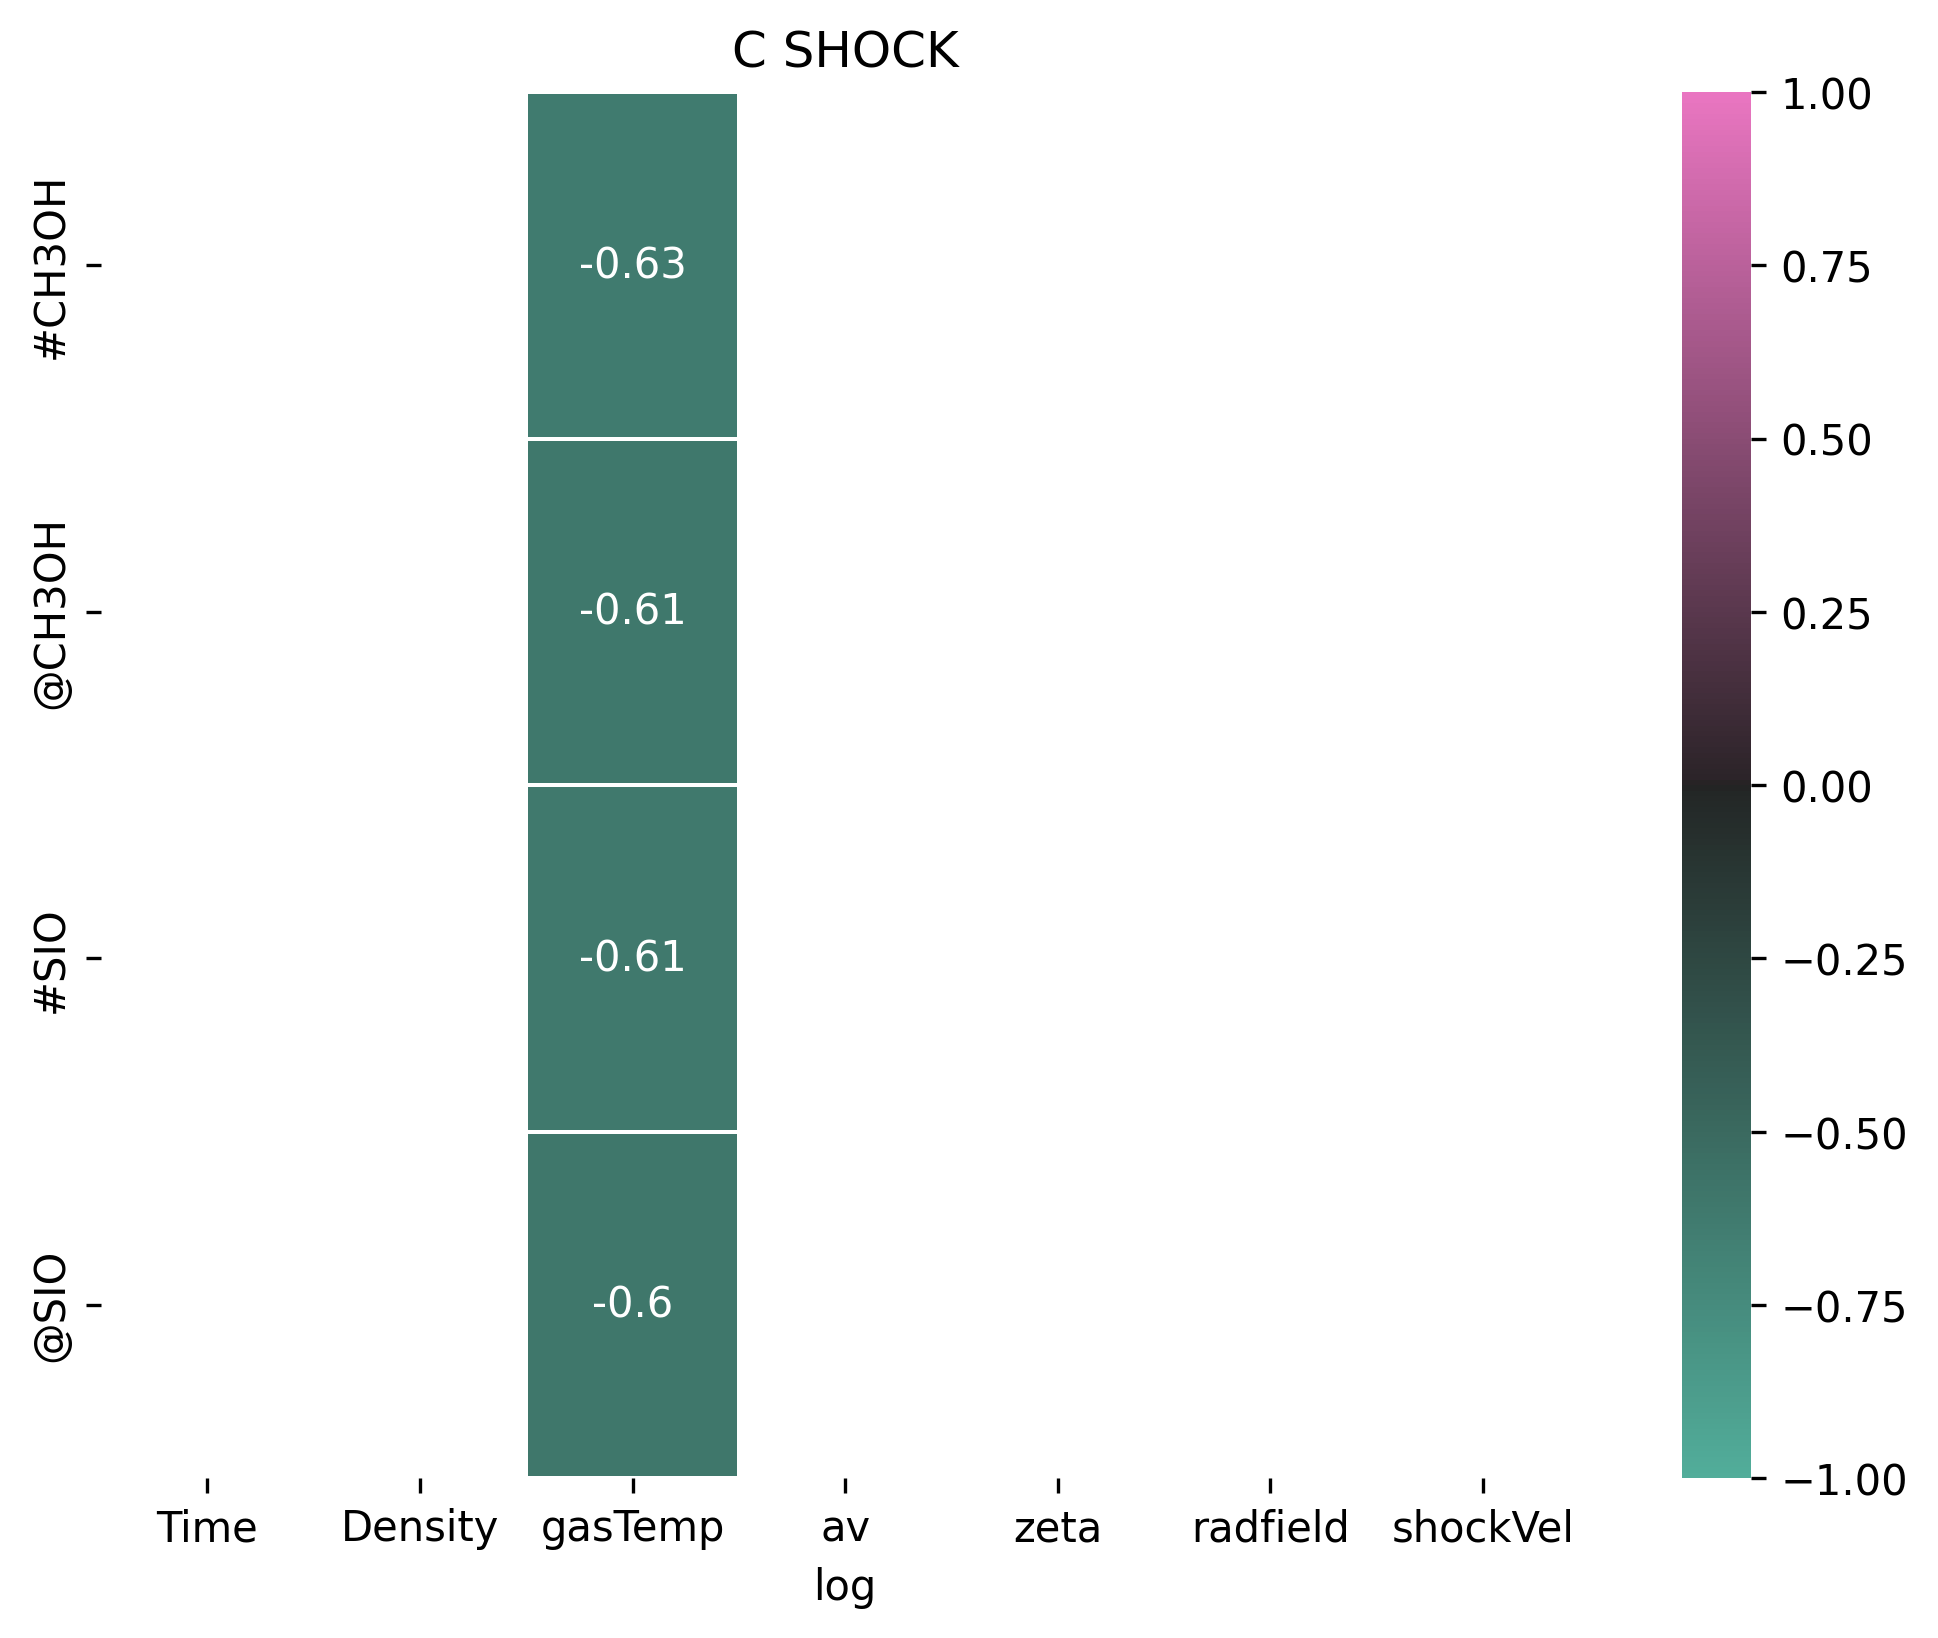 C SHOCK
#CH3OH
@CH3OH
#SIO
@SIO
-0.63
-0.61
-0.61
-0.6
Time Density gasTemp av zeta radfield shockVel
log
1.00
0.75
0.50
0.25
0.00
−0.25
−0.50
−0.75
−1.00